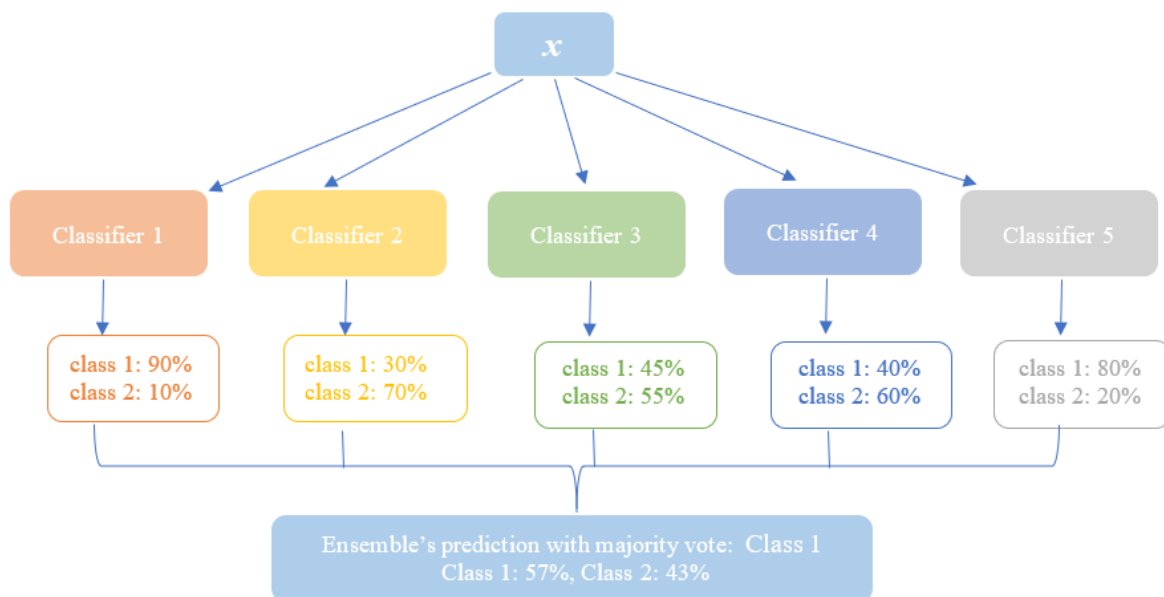 x
Classifier 1
Classifier 2
Classifier 3
Classifier 4
Classifier 5
class 1: 90%
class 2: 10%
class 1: 30%
class 2: 70%
class 1: 45%
class 2: 55%
class 1: 40%
class 2: 60%
class 1: 80%
class 2: 20%
Ensemble’s prediction with majority vote: Class 1
Class 1: 57%, Class 2: 43%